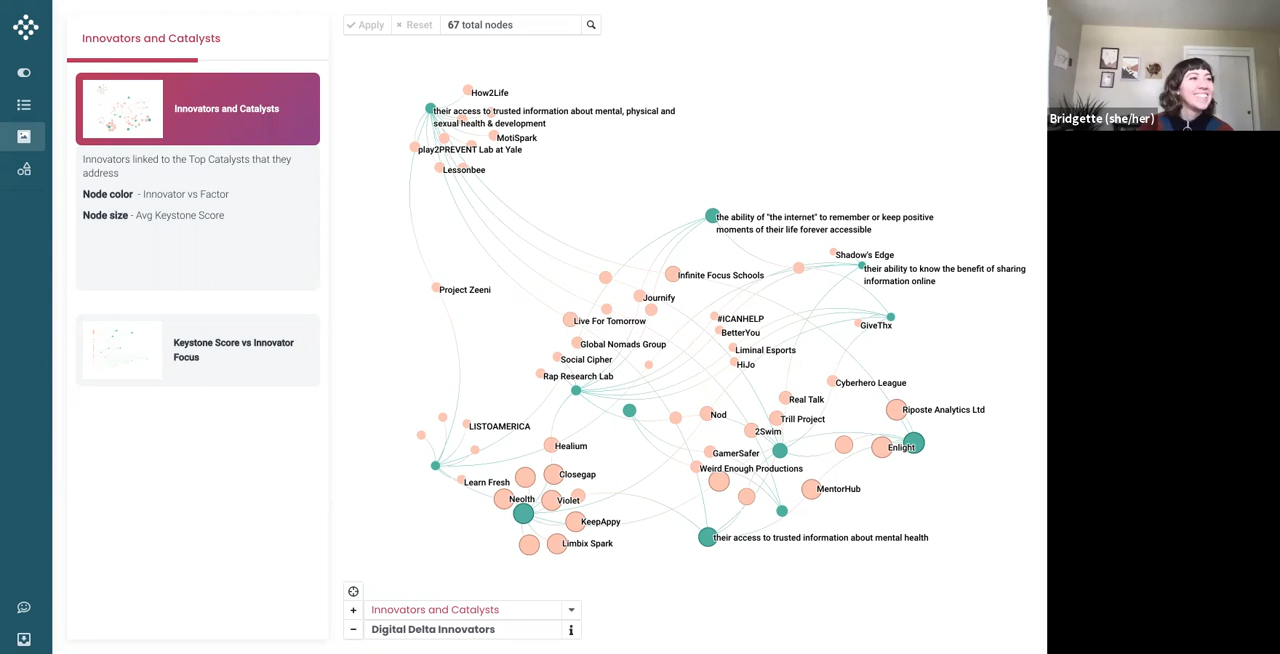 Innovators and Catalysts
Innovators and Catalysts
Innovators linked to the Top Catalysts that they
address
Node color - Innovator vs Factor
Node size - Avg Keystone Score
Keystone Score vs Innovator
Focus
Apply
Reset
67 total nodes
How2Life
their access to trusted information about mental, physical and
sexual health & development
MotiSpark
play2PREVENT Lab at Yale
Lessonbee
the ability of "the internet" to remember or keep positive
moments of their life forever accessible
Shadow's Edge
their ability to know the benefit of sharing
information online
Infinite Focus Schools
Project Zeeni
Journify
Live For Tomorrow
#ICANHELP
GiveThx
BetterYou
Global Nomads Group
Liminal Esports
Social Cipher
HiJo
Rap Research Lab
Cyberhero League
Real Talk
Riposte Analytics Ltd
Nod
Trill Project
LISTOAMERICA
2Swim
Healium
Enlight
GamerSafer
Weird Enough Productions
Closegap
Learn Fresh
MentorHub
Neolth
Violet
KeepAppy
their access to trusted information about mental health
Limbix Spark
Innovators and Catalysts
Digital Delta Innovators
Bridgette (she/her)